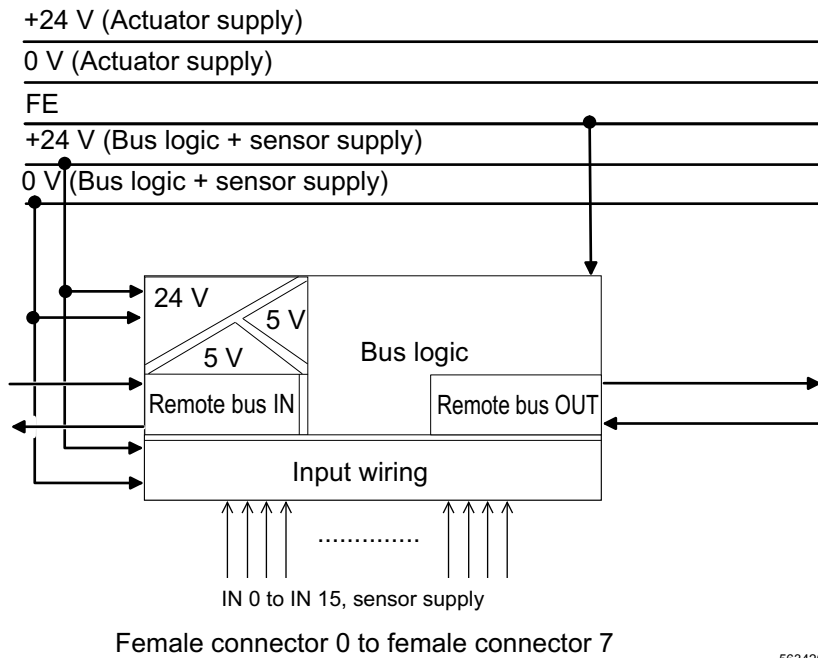 +24 V (Actuator supply)
0 V (Actuator supply)
FE
+24 V (Bus logic + sensor supply)
0 V (Bus logic + sensor supply)
24 V
5 V
5 V
Bus logic
Remote bus IN
Remote bus OUT
Input wiring
..............
IN 0 to IN 15, sensor supply
Female connector 0 to female connector 7